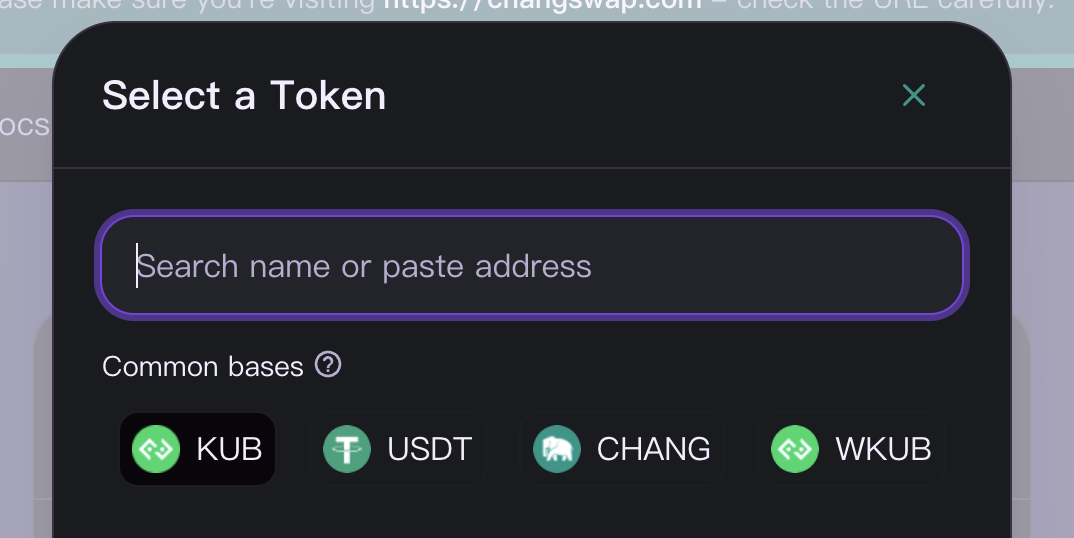 ase make sure you're visiting https://changswap.com – check the URL carefully.
ocs
Select a Token
Search name or paste address
Common bases
KUB USDT CHANG WKUB